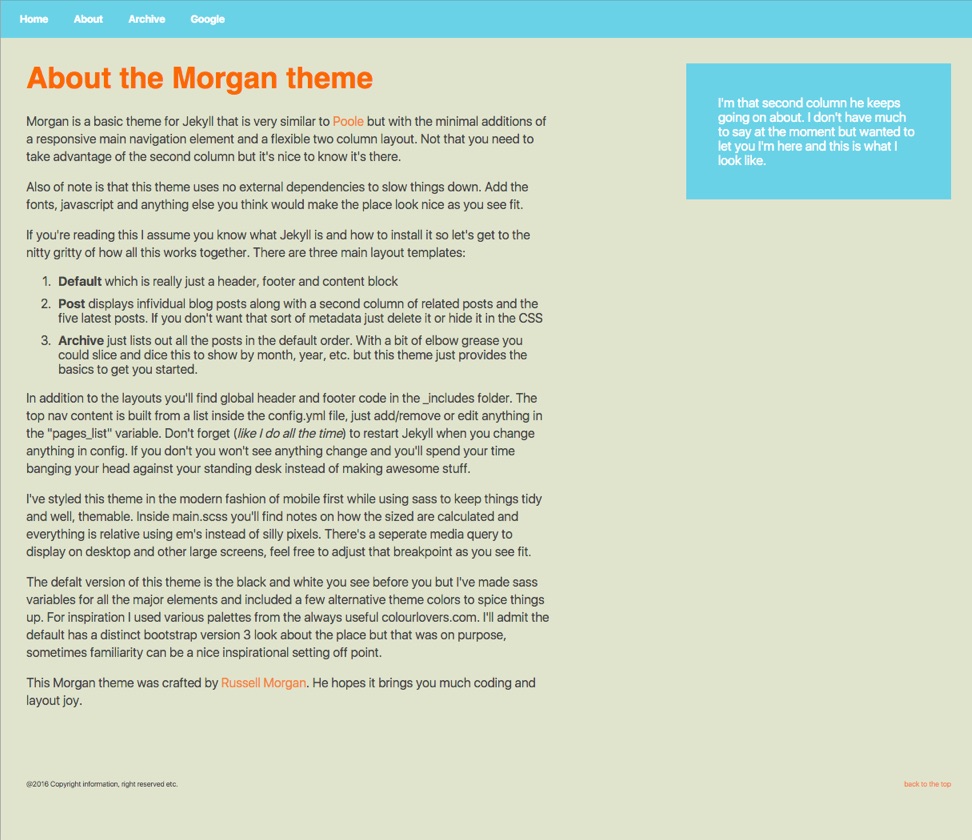 Home About Archive Google
About the Morgan theme
Morgan is a basic theme for Jekyll that is very similar to Poole but with the minimal additions of
a responsive main navigation element and a flexible two column layout. Not that you need to
take advantage of the second column but it's nice to know it's there.
Also of note is that this theme uses no external dependencies to slow things down. Add the
fonts, javascript and anything else you think would make the place look nice as you see fit.
If you're reading this I assume you know what Jekyll is and how to install it so let's get to the
nitty gritty of how all this works together. There are three main layout templates:
1. Default which is really just a header, footer and content block
2. Post displays infividual blog posts along with a second column of related posts and the
five latest posts. If you don't want that sort of metadata just delete it or hide it in the CSS
3. Archive just lists out all the posts in the default order. With a bit of elbow grease you
could slice and dice this to show by month, year, etc. but this theme just provides the
basics to get you started.
In addition to the layouts you'll find global header and footer code in the _includes folder. The
top nav content is built from a list inside the config.yml file, just add/remove or edit anything in
the "pages_list" variable. Don't forget (like I do all the time) to restart Jekyll when you change
anything in config. If you don't you won't see anything change and you'll spend your time
banging your head against your standing desk instead of making awesome stuff.
I've styled this theme in the modern fashion of mobile first while using sass to keep things tidy
and well, themable. Inside main.scss you'll find notes on how the sized are calculated and
everything is relative using em's instead of silly pixels. There's a seperate media query to
display on desktop and other large screens, feel free to adjust that breakpoint as you see fit.
The defalt version of this theme is the black and white you see before you but I've made sass
variables for all the major elements and included a few alternative theme colors to spice things
up. For inspiration I used various palettes from the always useful colourlovers.com. I'll admit the
default has a distinct bootstrap version 3 look about the place but that was on purpose,
sometimes familiarity can be a nice inspirational setting off point.
This Morgan theme was crafted by Russell Morgan. He hopes it brings you much coding and
layout joy.
I'm that second column he keeps
going on about. I don't have much
to say at the moment but wanted to
let you I'm here and this is what I
look like.
@2016 Copyright information, right reserved etc.
back to the top